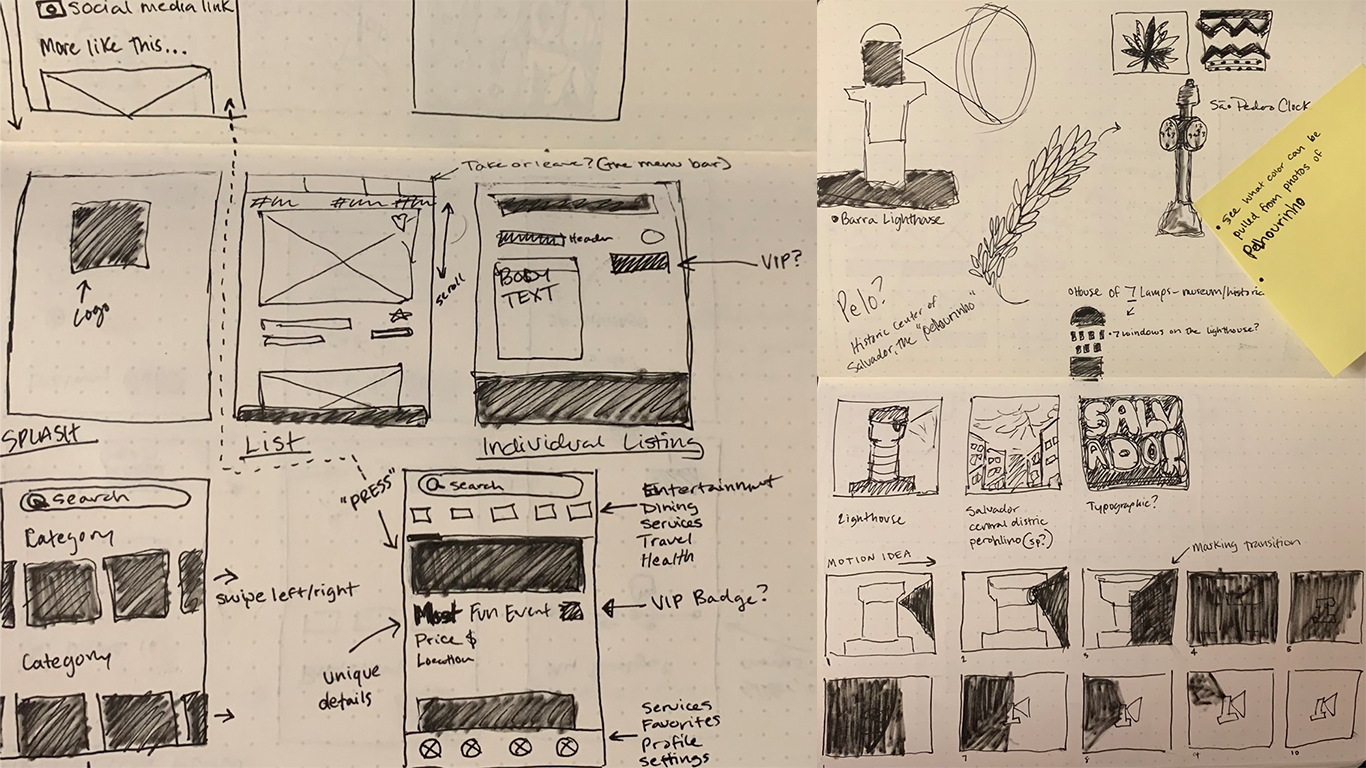 social media link
More like this...
Take or leave? (the menu bar)
Logo
scroll
Header
BODY
TEXT
VIP?
SPLASH
List
Individual Listing
search
Category
swipe left/right
Category
"PRESS"
search
Entertainment
Dining
Services
Travel
Health
Most Fun Event
Price $
Location
VIP Badge?
unique
details
Services
Favorites
Profile
settings
São Pedro Clock
• See what color can be
pulled from photos of
Pelhourinho
•
• Barra Lighthouse
Pelo?
Historic center of
Salvador, the "pelhourinho"
House of 7 Lamps - museum/historic
• 7 windows on the lighthouse?
SALV
ADOR
Lighthouse
Salvador
central distric
perohlino (sp?)
Typographic?
MOTION IDEA
Masking transition
1
2
3
4
5
7
8
9
10